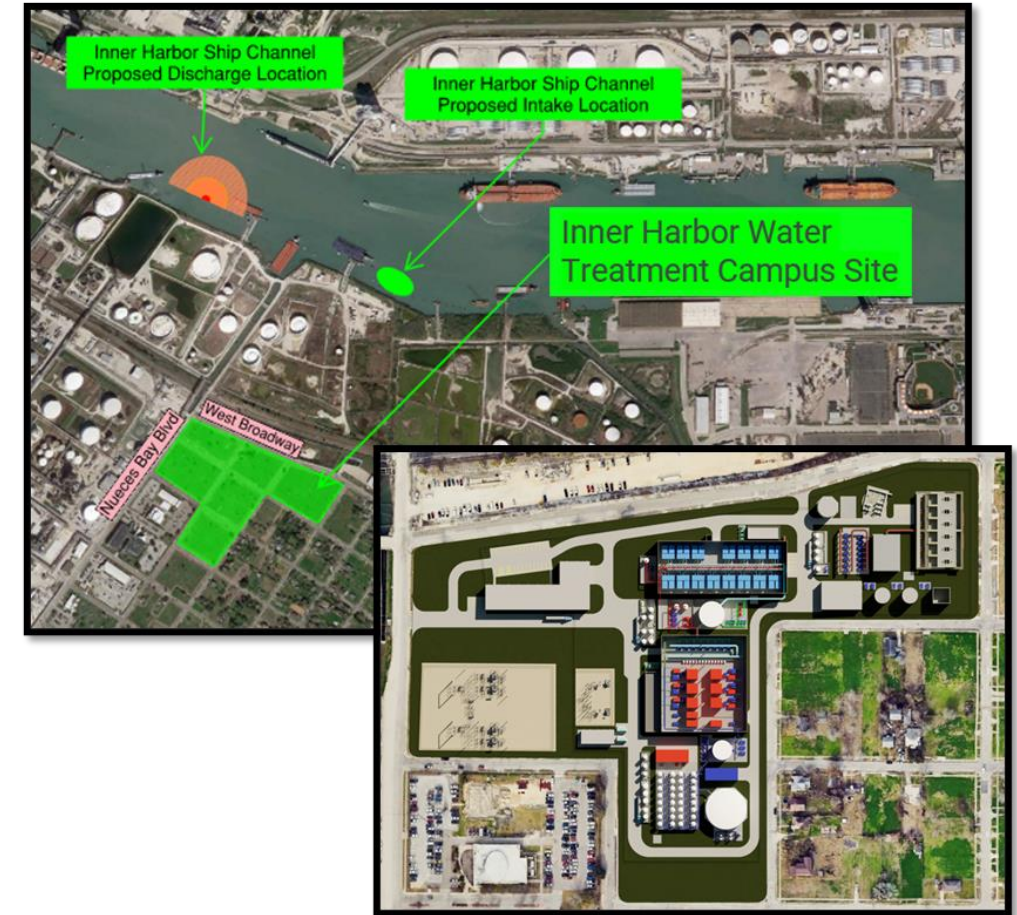 Inner Harbor Ship Channel
Proposed Discharge Location
Inner Harbor Ship Channel
Proposed Intake Location
Inner Harbor Water
Treatment Campus Site
West Broadway
Nueces Bay Blvd